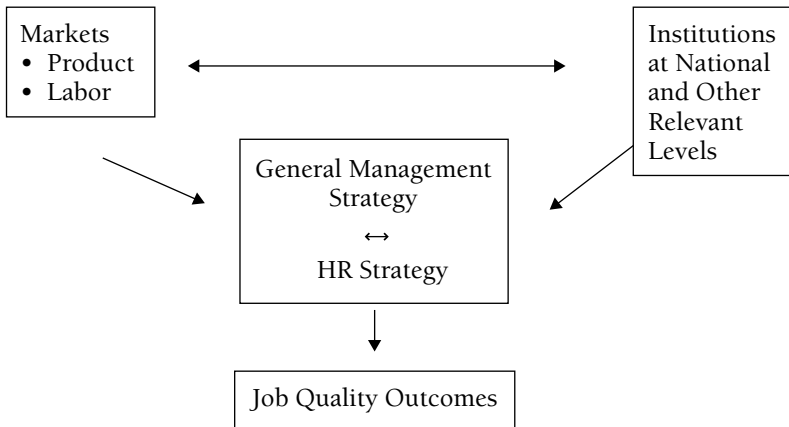 Markets
• Product
• Labor
Institutions
at National
and Other
Relevant
Levels
General Management
Strategy
↔
HR Strategy
Job Quality Outcomes